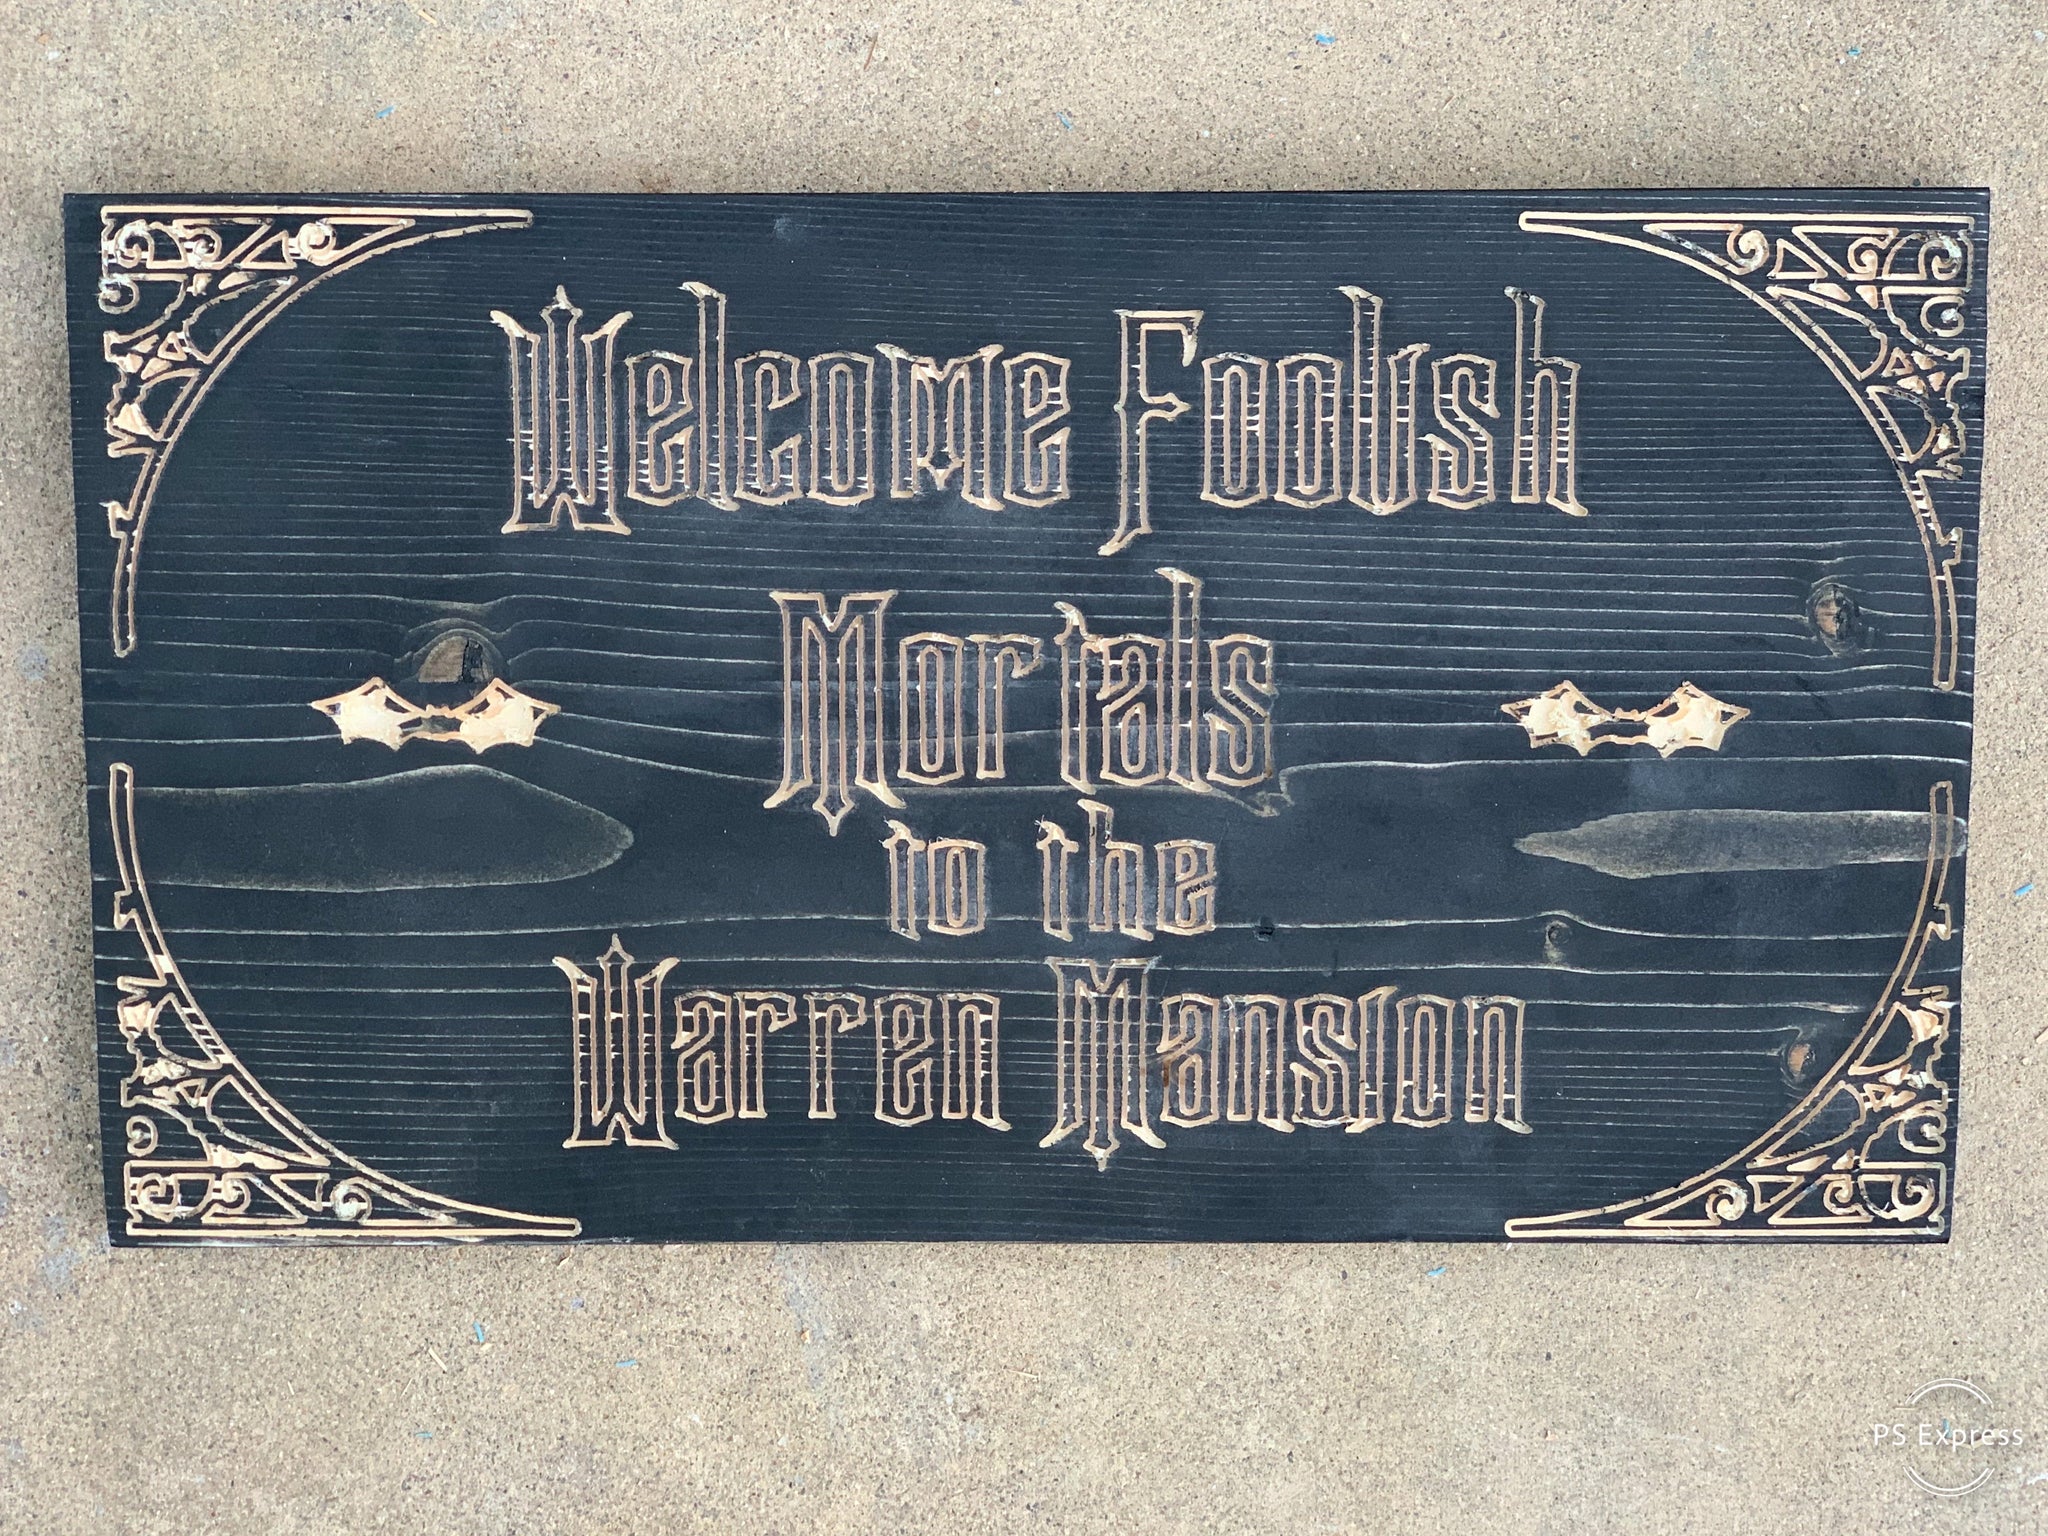 Welcome Foolish
Mortals
to the
Warren Mansion
PS Express